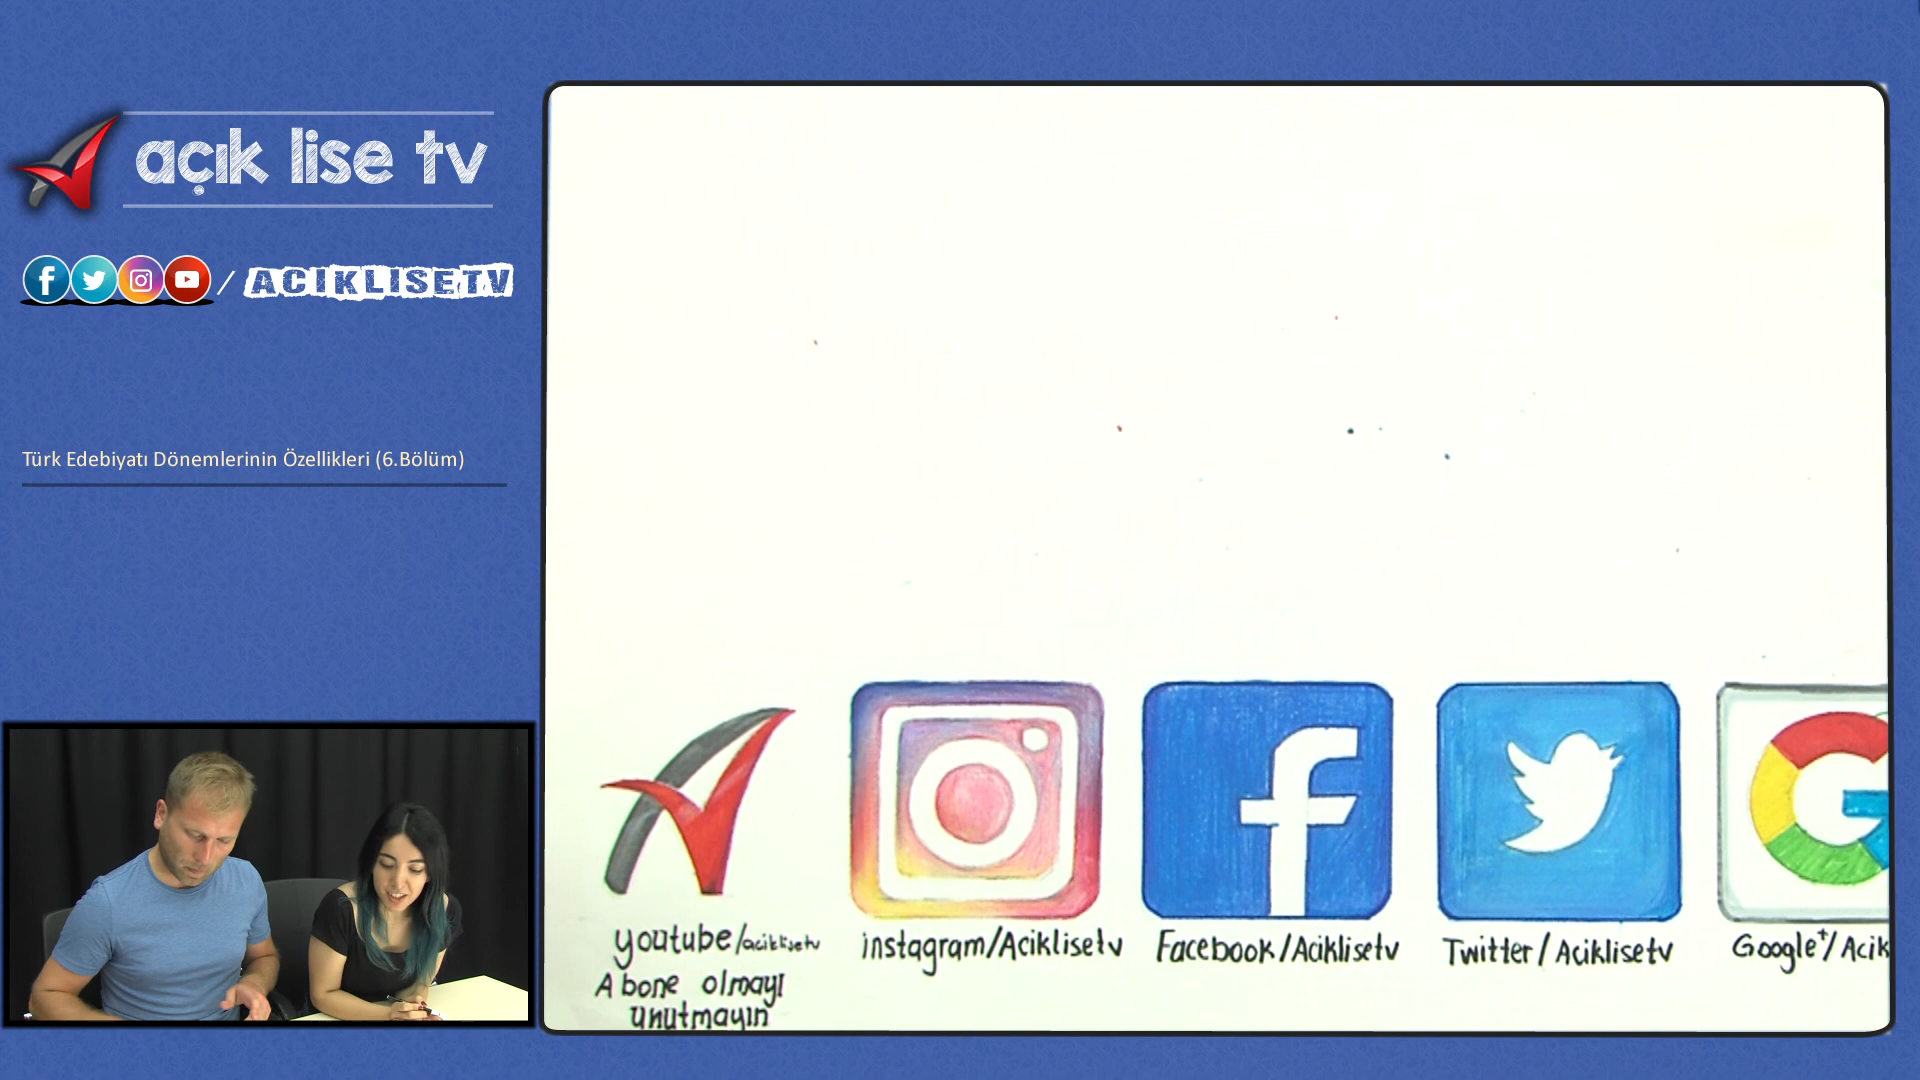 açık lise tv
/ ACIKLISETV
Türk Edebiyatı Dönemlerinin Özellikleri (6.Bölüm)
youtube/aciklisetv
Abone olmayı
unutmayın
instagram/Aciklisetv
Facebook/Aciklisetv
Twitter/Aciklisetv
Google+/Acik